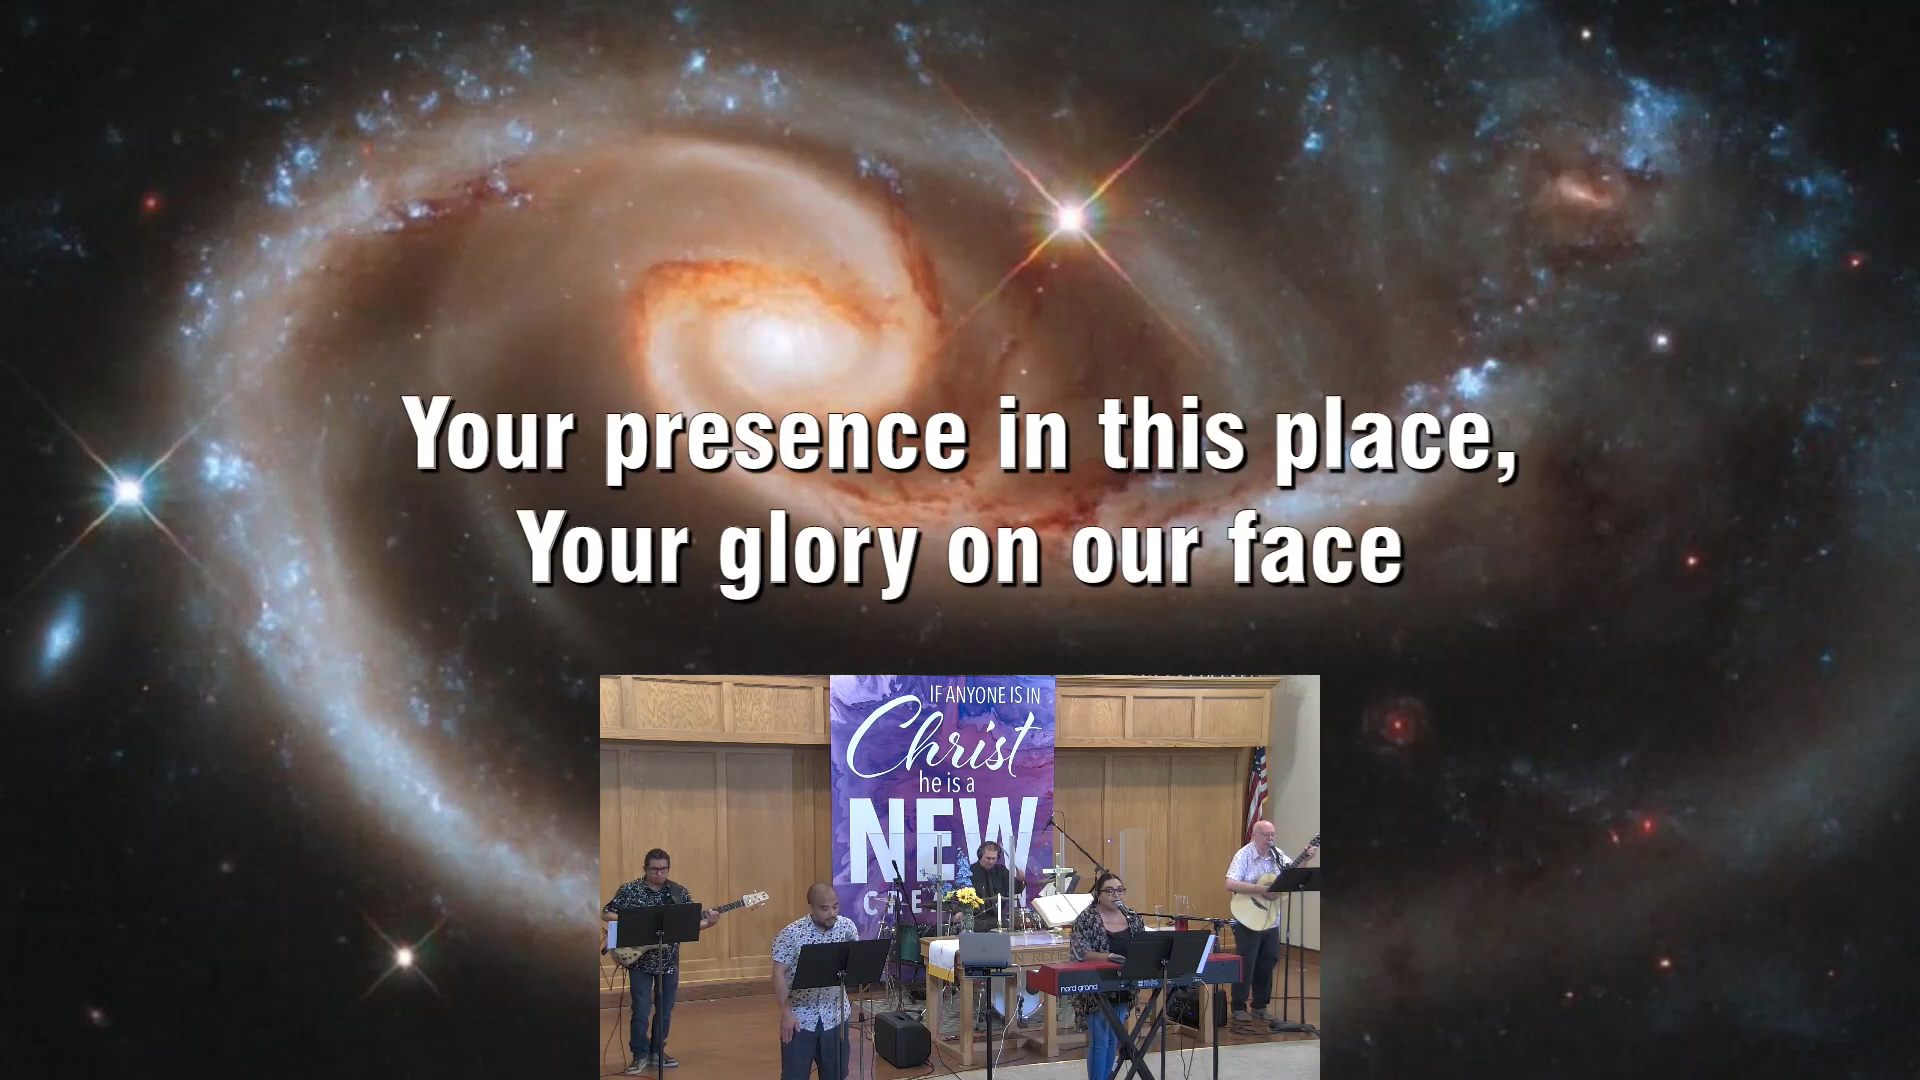 Your presence in this place,
Your glory on our face
IF ANYONE IS IN
Christ
he is a
NEW
nord grand